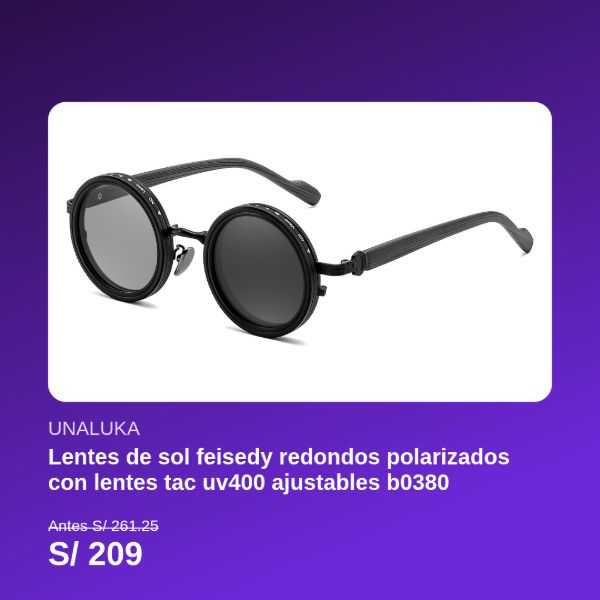 UNALUKA
Lentes de sol feisedy redondos polarizados
con lentes tac uv400 ajustables b0380
Antes S/ 261.25
S/ 209